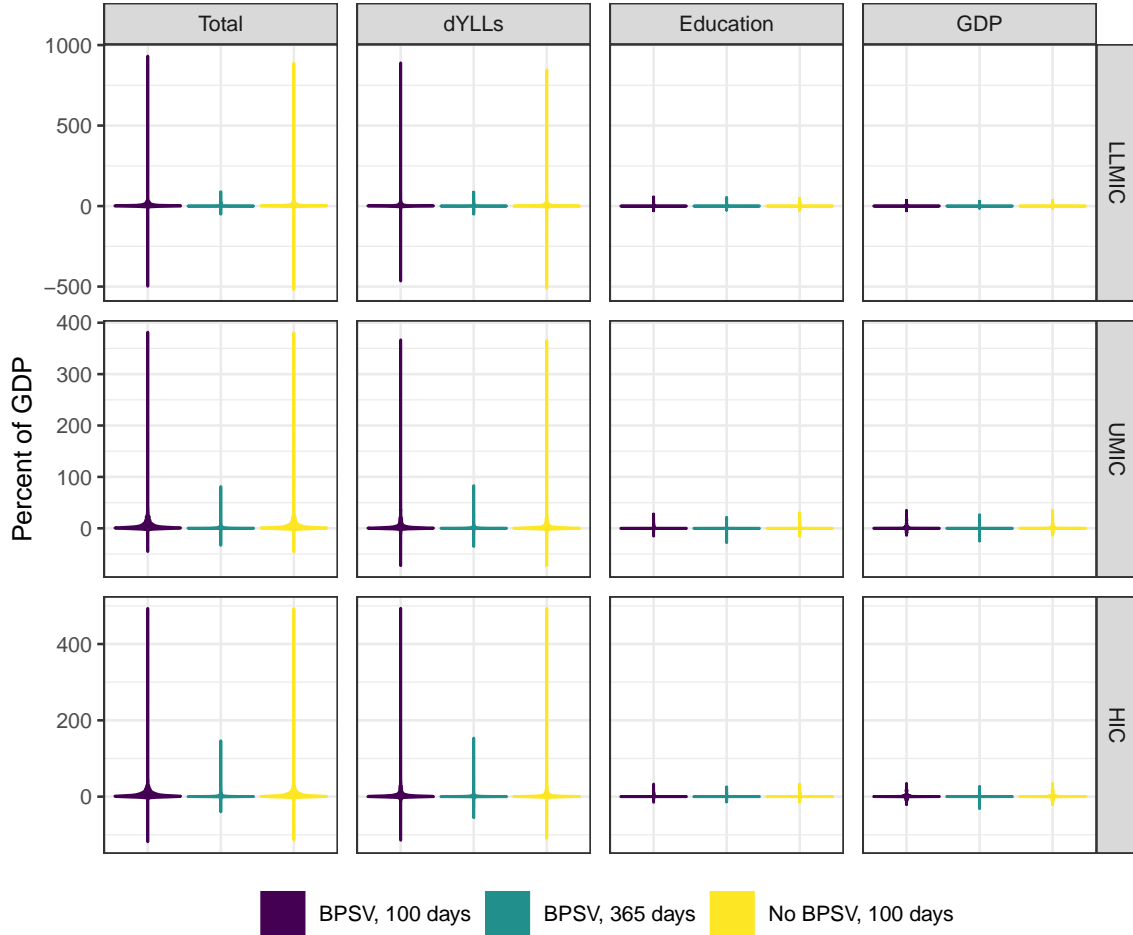 Total dYLLs Education GDP
1000
500
0
−500
LLMIC
400
300
200
100
0
UMIC
400
200
0
HIC
Percent of GDP
BPSV, 100 days BPSV, 365 days No BPSV, 100 days